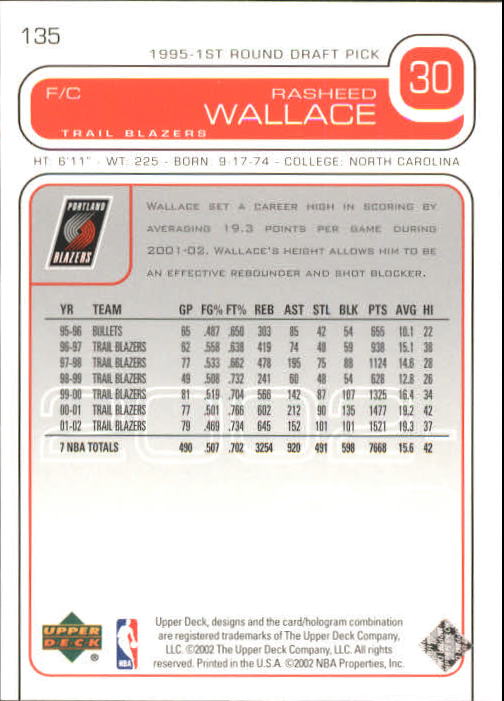 135
1995-1ST ROUND DRAFT PICK
30
F/C
RASHEED
WALLACE
TRAIL BLAZERS
HT: 6'11" - WT: 225 - BORN: 9-17-74 - COLLEGE: NORTH CAROLINA
PORTLAND
BLAZERS
WALLACE SET A CAREER HIGH IN SCORING BY
AVERAGING 19.3 POINTS PER GAME DURING
2001-02. WALLACE'S HEIGHT ALLOWS HIM TO BE
AN EFFECTIVE REBOUNDER AND SHOT BLOCKER.
YR TEAM GP FG% FT% REB AST STL BLK PTS AVG HI
95-96 BULLETS 65 .487 .650 303 85 42 54 655 10.1 22
96-97 TRAIL BLAZERS 62 .558 .638 419 74 48 59 938 15.1 38
97-98 TRAIL BLAZERS 77 .533 .662 478 195 75 88 1124 14.6 28
98-99 TRAIL BLAZERS 49 .508 .732 241 60 48 54 628 12.8 26
99-00 TRAIL BLAZERS 81 .519 .704 566 142 87 107 1325 16.4 34
00-01 TRAIL BLAZERS 77 .501 .766 602 212 90 135 1477 19.2 42
01-02 TRAIL BLAZERS 79 .469 .734 645 152 101 101 1521 19.3 37
7 NBA TOTALS 490 .507 .702 3254 920 491 598 7668 15.6 42
UPPER
DECK
®
NBA
Upper Deck, designs and the card/hologram combination
are registered trademarks of The Upper Deck Company,
LLC. ©2002 The Upper Deck Company, LLC. All rights
reserved. Printed in the U.S.A. ©2002 NBA Properties, Inc.